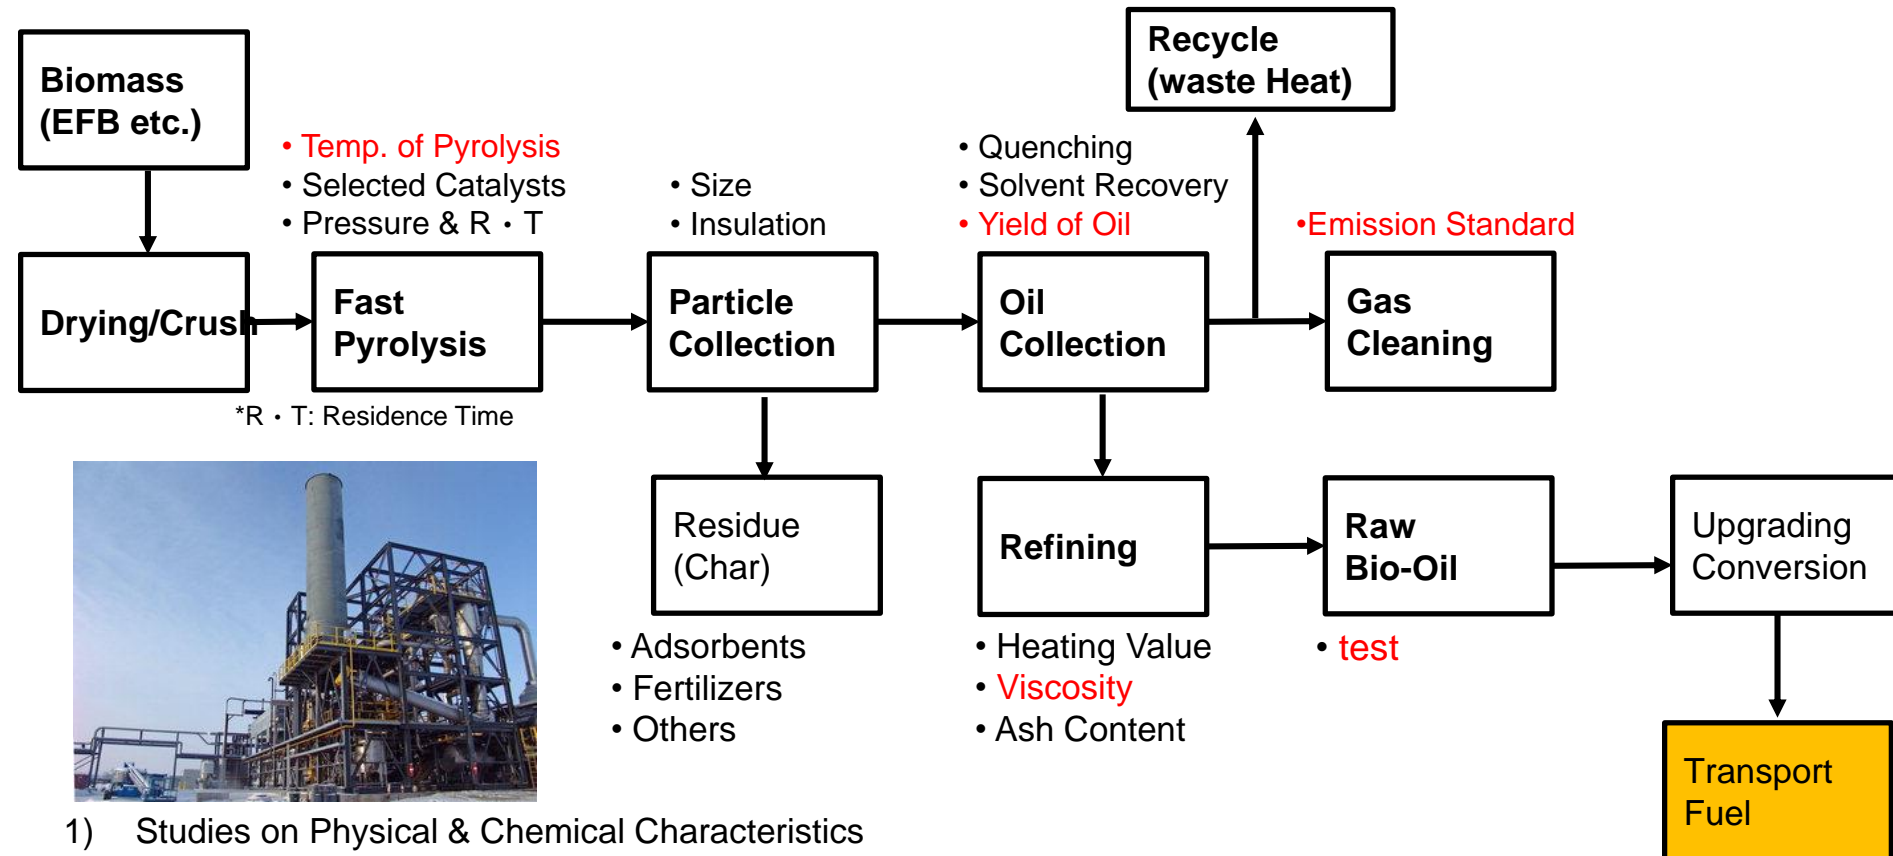 Recycle
(waste Heat)
Biomass
(EFB etc.)
• Temp. of Pyrolysis
• Selected Catalysts
• Pressure & R・T
• Size
• Insulation
• Quenching
• Solvent Recovery
• Yield of Oil
•Emission Standard
Drying/Crush
Fast
Pyrolysis
Particle
Collection
Oil
Collection
Gas
Cleaning
*R・T: Residence Time
Residue
(Char)
Refining
Raw
Bio-Oil
Upgrading
Conversion
• Adsorbents
• Fertilizers
• Others
• Heating Value
• Viscosity
• Ash Content
• test
Transport
Fuel
1) Studies on Physical & Chemical Characteristics